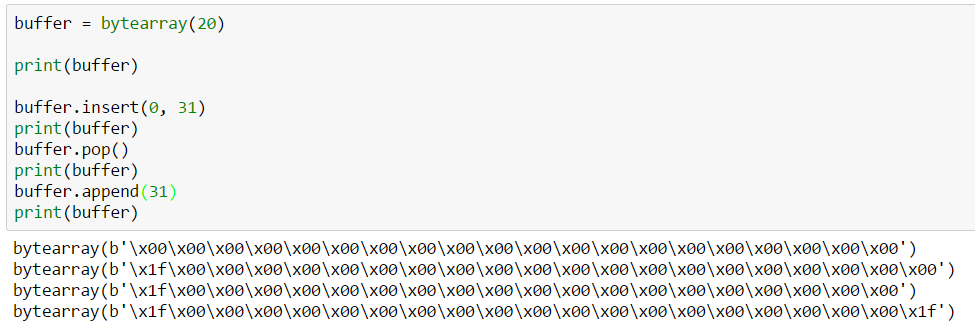 buffer = bytearray(20)
print(buffer)
buffer.insert(0, 31)
print(buffer)
buffer.pop()
print(buffer)
buffer.append(31)
print(buffer)
bytearray(b'\x00\x00\x00\x00\x00\x00\x00\x00\x00\x00\x00\x00\x00\x00\x00\x00\x00\x00\x00\x00')
bytearray(b'\x1f\x00\x00\x00\x00\x00\x00\x00\x00\x00\x00\x00\x00\x00\x00\x00\x00\x00\x00\x00\x00')
bytearray(b'\x1f\x00\x00\x00\x00\x00\x00\x00\x00\x00\x00\x00\x00\x00\x00\x00\x00\x00\x00\x00')
bytearray(b'\x1f\x00\x00\x00\x00\x00\x00\x00\x00\x00\x00\x00\x00\x00\x00\x00\x00\x00\x00\x00\x1f')